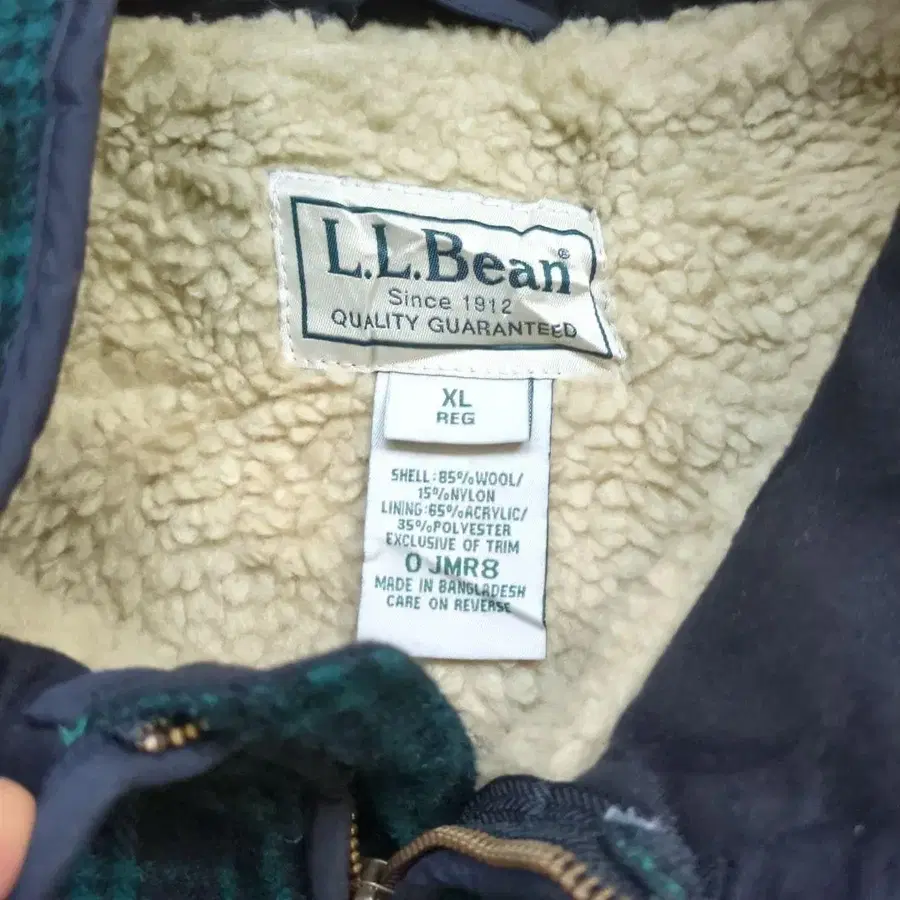 L.L.Bean®
Since 1912
QUALITY GUARANTEED
XL
REG
SHELL:85%WOOL/
15%NYLON
LINING:65%ACRYLIC/
35%POLYESTER
EXCLUSIVE OF TRIM
0 JMR8
MADE IN BANGLADESH
CARE ON REVERSE